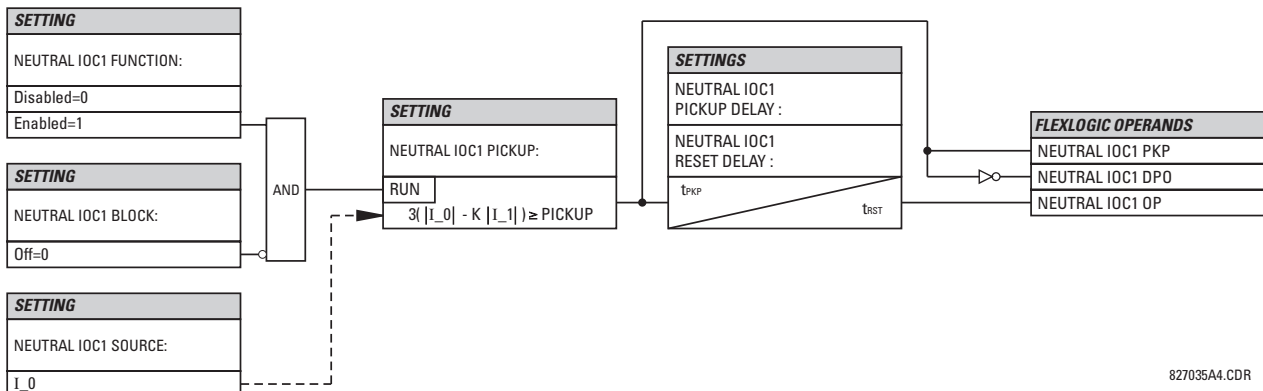 SETTING
NEUTRAL IOC1 FUNCTION:
Disabled=0
Enabled=1
SETTING
NEUTRAL IOC1 BLOCK:
Off=0
SETTING
NEUTRAL IOC1 SOURCE:
I_0
AND
SETTING
NEUTRAL IOC1 PICKUP:
RUN
3( |I_0| - K |I_1| ) ≥ PICKUP
SETTINGS
NEUTRAL IOC1
PICKUP DELAY :
NEUTRAL IOC1
RESET DELAY :
tPKP
tRST
FLEXLOGIC OPERANDS
NEUTRAL IOC1 PKP
NEUTRAL IOC1 DPO
NEUTRAL IOC1 OP
827035A4.CDR